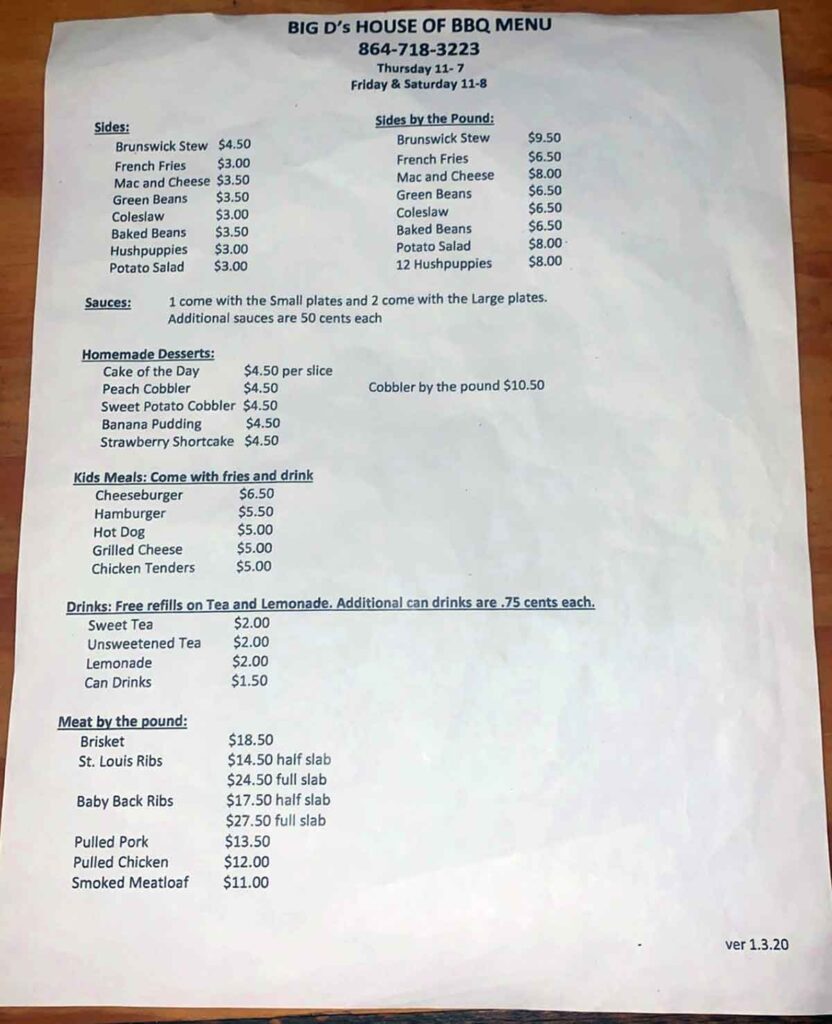 BIG D's HOUSE OF BBQ MENU
864-718-3223
Thursday 11- 7
Friday & Saturday 11-8
Sides:
Brunswick Stew $4.50
French Fries $3.00
Mac and Cheese $3.50
Green Beans $3.50
Coleslaw $3.00
Baked Beans $3.50
Hushpuppies $3.00
Potato Salad $3.00
Sides by the Pound:
Brunswick Stew $9.50
French Fries $6.50
Mac and Cheese $8.00
Green Beans $6.50
Coleslaw $6.50
Baked Beans $6.50
Potato Salad $8.00
12 Hushpuppies $8.00
Sauces: 1 come with the Small plates and 2 come with the Large plates.
Additional sauces are 50 cents each
Homemade Desserts:
Cake of the Day $4.50 per slice
Peach Cobbler $4.50 Cobbler by the pound $10.50
Sweet Potato Cobbler $4.50
Banana Pudding $4.50
Strawberry Shortcake $4.50
Kids Meals: Come with fries and drink
Cheeseburger $6.50
Hamburger $5.50
Hot Dog $5.00
Grilled Cheese $5.00
Chicken Tenders $5.00
Drinks: Free refills on Tea and Lemonade. Additional can drinks are .75 cents each.
Sweet Tea $2.00
Unsweetened Tea $2.00
Lemonade $2.00
Can Drinks $1.50
Meat by the pound:
Brisket $18.50
St. Louis Ribs $14.50 half slab
$24.50 full slab
Baby Back Ribs $17.50 half slab
$27.50 full slab
Pulled Pork $13.50
Pulled Chicken $12.00
Smoked Meatloaf $11.00
ver 1.3.20